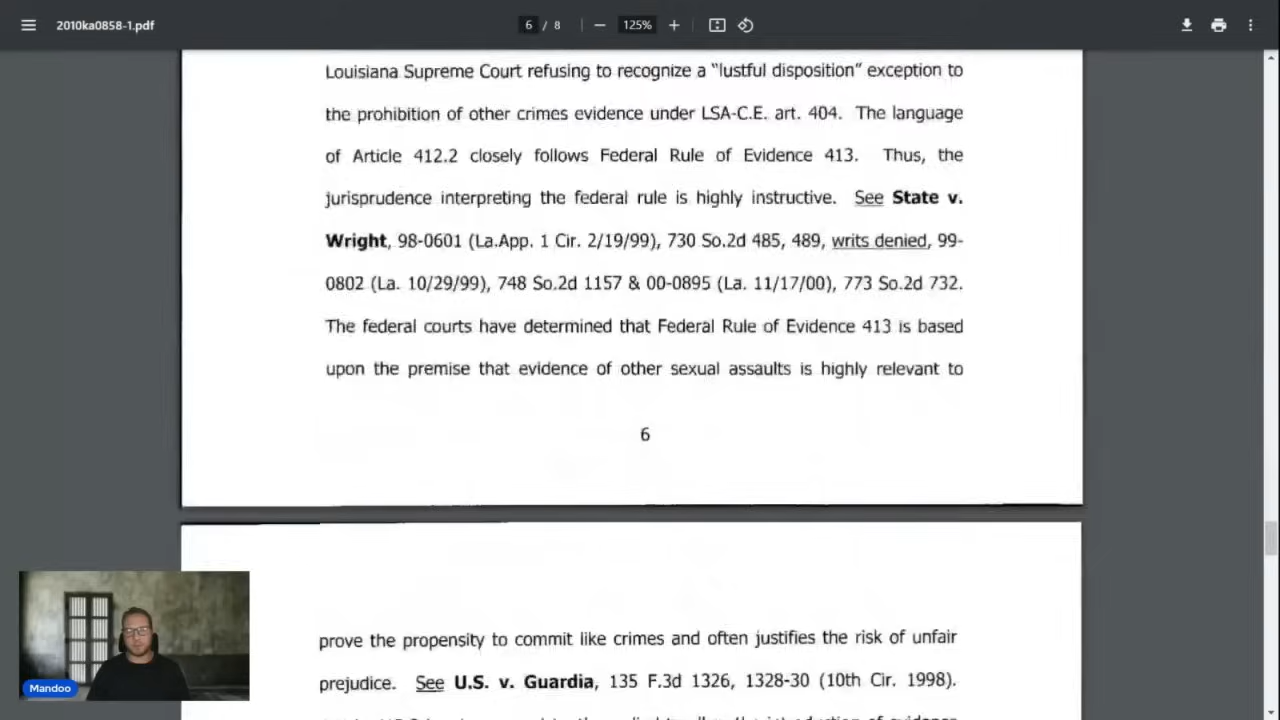 2010ka0858-1.pdf
6 / 8
125%
Louisiana Supreme Court refusing to recognize a "lustful disposition" exception to
the prohibition of other crimes evidence under LSA-C.E. art. 404. The language
of Article 412.2 closely follows Federal Rule of Evidence 413. Thus, the
jurisprudence interpreting the federal rule is highly instructive. See State v.
Wright, 98-0601 (La.App. 1 Cir. 2/19/99), 730 So.2d 485, 489, writs denied, 99-
0802 (La. 10/29/99), 748 So.2d 1157 & 00-0895 (La. 11/17/00), 773 So.2d 732.
The federal courts have determined that Federal Rule of Evidence 413 is based
upon the premise that evidence of other sexual assaults is highly relevant to
6
prove the propensity to commit like crimes and often justifies the risk of unfair
prejudice. See U.S. v. Guardia, 135 F.3d 1326, 1328-30 (10th Cir. 1998).
Mandoo